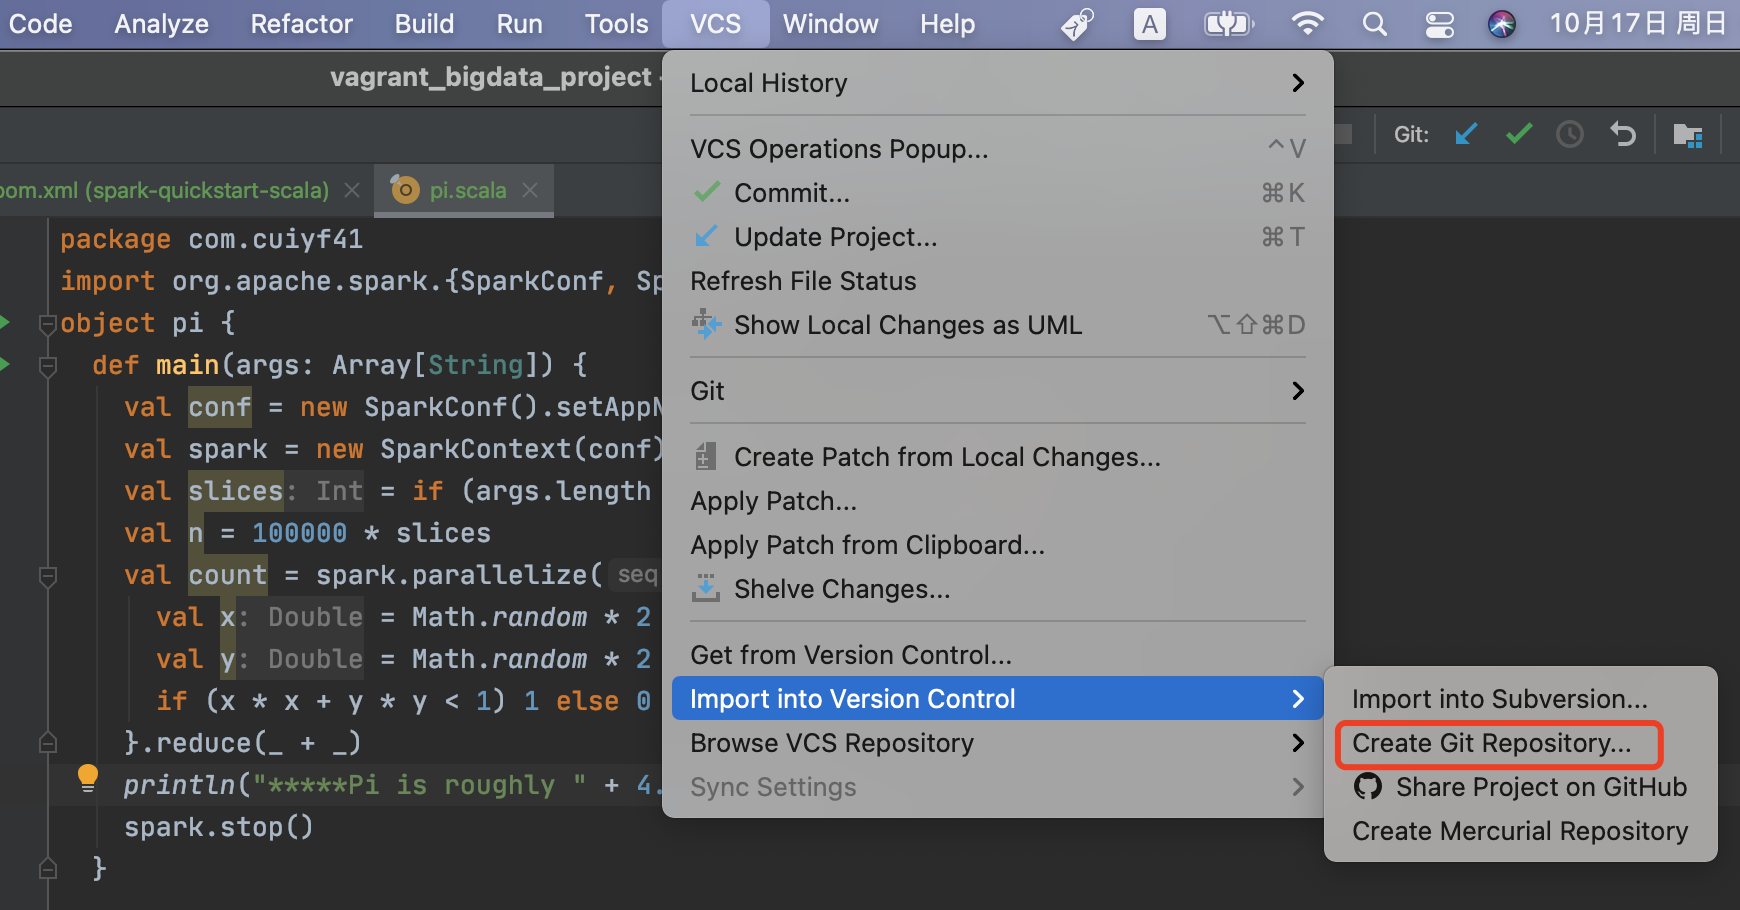 Code Analyze Refactor Build Run Tools VCS Window Help A 10月17日 周日
vagrant_bigdata_project
Git:
pom.xml (spark-quickstart-scala) pi.scala
package com.cuiyf41
import org.apache.spark.{SparkConf, Sp
object pi {
def main(args: Array[String]) {
val conf = new SparkConf().setAppN
val spark = new SparkContext(conf)
val slices: Int = if (args.length
val n = 100000 * slices
val count = spark.parallelize( seq
val x: Double = Math.random * 2
val y: Double = Math.random * 2
if (x * x + y * y < 1) 1 else 0
}.reduce(_ + _)
println("*****Pi is roughly " + 4.
spark.stop()
}
Local History
VCS Operations Popup... ^V
Commit... ⌘K
Update Project... ⌘T
Refresh File Status
Show Local Changes as UML ⌥⇧⌘D
Git
Create Patch from Local Changes...
Apply Patch...
Apply Patch from Clipboard...
Shelve Changes...
Get from Version Control...
Import into Version Control
Browse VCS Repository
Sync Settings
Import into Subversion...
Create Git Repository...
Share Project on GitHub
Create Mercurial Repository